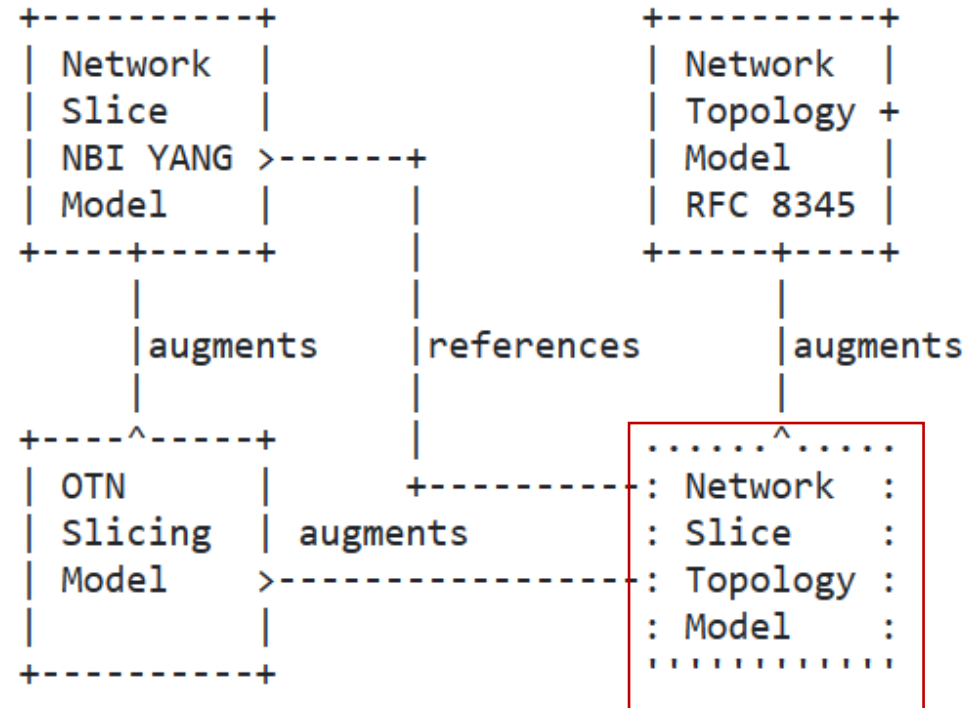 +----------+                  +----------+
| Network  |                  | Network  |
| Slice    |                  | Topology +
| NBI YANG >------+           | Model    |
| Model    |      |           | RFC 8345 |
+----+-----+      |           +-----+----+
     |            |                 |
     |augments    |references       |augments
     |            |                 |
+----^-----+      |           ......^.....
| OTN      |      +----------: Network  :
| Slicing  | augments        : Slice    :
| Model    >-----------------: Topology :
|          |                 : Model    :
+----------+                 ''''''''''''